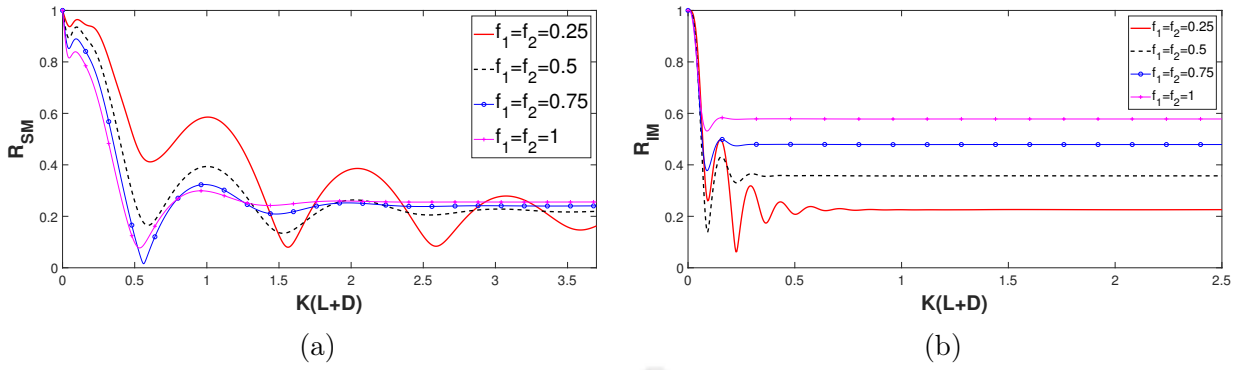 1
0.8
0.6
0.4
0.2
0
R_SM
0 0.5 1 1.5 2 2.5 3 3.5
K(L+D)
f_1=f_2=0.25
f_1=f_2=0.5
f_1=f_2=0.75
f_1=f_2=1
(a)
1
0.8
0.6
0.4
0.2
0
R_IM
0 0.5 1 1.5 2 2.5
K(L+D)
f_1=f_2=0.25
f_1=f_2=0.5
f_1=f_2=0.75
f_1=f_2=1
(b)